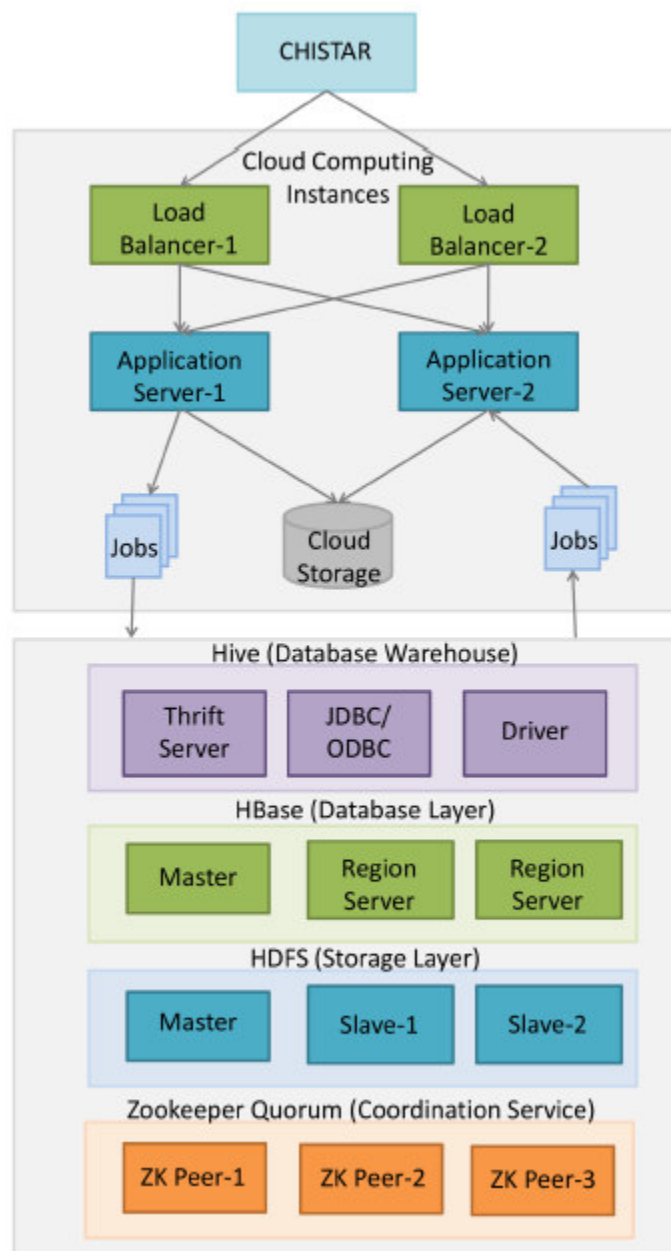 CHISTAR
Cloud Computing
Instances
Load
Balancer-1
Load
Balancer-2
Application
Server-1
Application
Server-2
Jobs
Cloud
Storage
Jobs
Hive (Database Warehouse)
Thrift
Server
JDBC/
ODBC
Driver
HBase (Database Layer)
Master
Region
Server
Region
Server
HDFS (Storage Layer)
Master
Slave-1
Slave-2
Zookeeper Quorum (Coordination Service)
ZK Peer-1
ZK Peer-2
ZK Peer-3